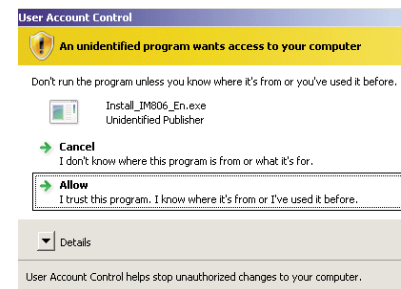 User Account Control
An unidentified program wants access to your computer
Don't run the program unless you know where it's from or you've used it before.
Install_IM806_En.exe
Unidentified Publisher
Cancel
I don't know where this program is from or what it's for.
Allow
I trust this program. I know where it's from or I've used it before.
Details
User Account Control helps stop unauthorized changes to your computer.